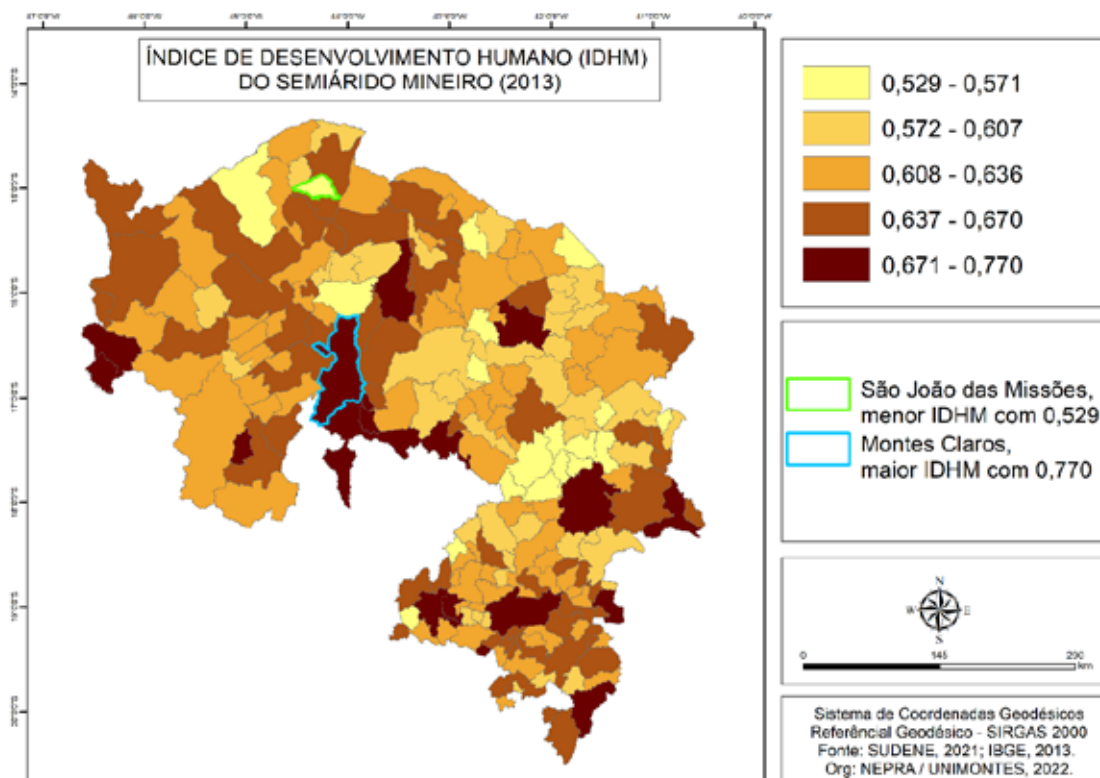 ÍNDICE DE DESENVOLVIMENTO HUMANO (IDHM)
DO SEMIÁRIDO MINEIRO (2013)
0,529 - 0,571
0,572 - 0,607
0,608 - 0,636
0,637 - 0,670
0,671 - 0,770
São João das Missões,
menor IDHM com 0,529
Montes Claros,
maior IDHM com 0,770
N
W
E
S
0
145
290
km
Sistema de Coordenadas Geodésicos
Referêncial Geodésico - SIRGAS 2000
Fonte: SUDENE, 2021; IBGE, 2013.
Org: NEPRA / UNIMONTES, 2022.